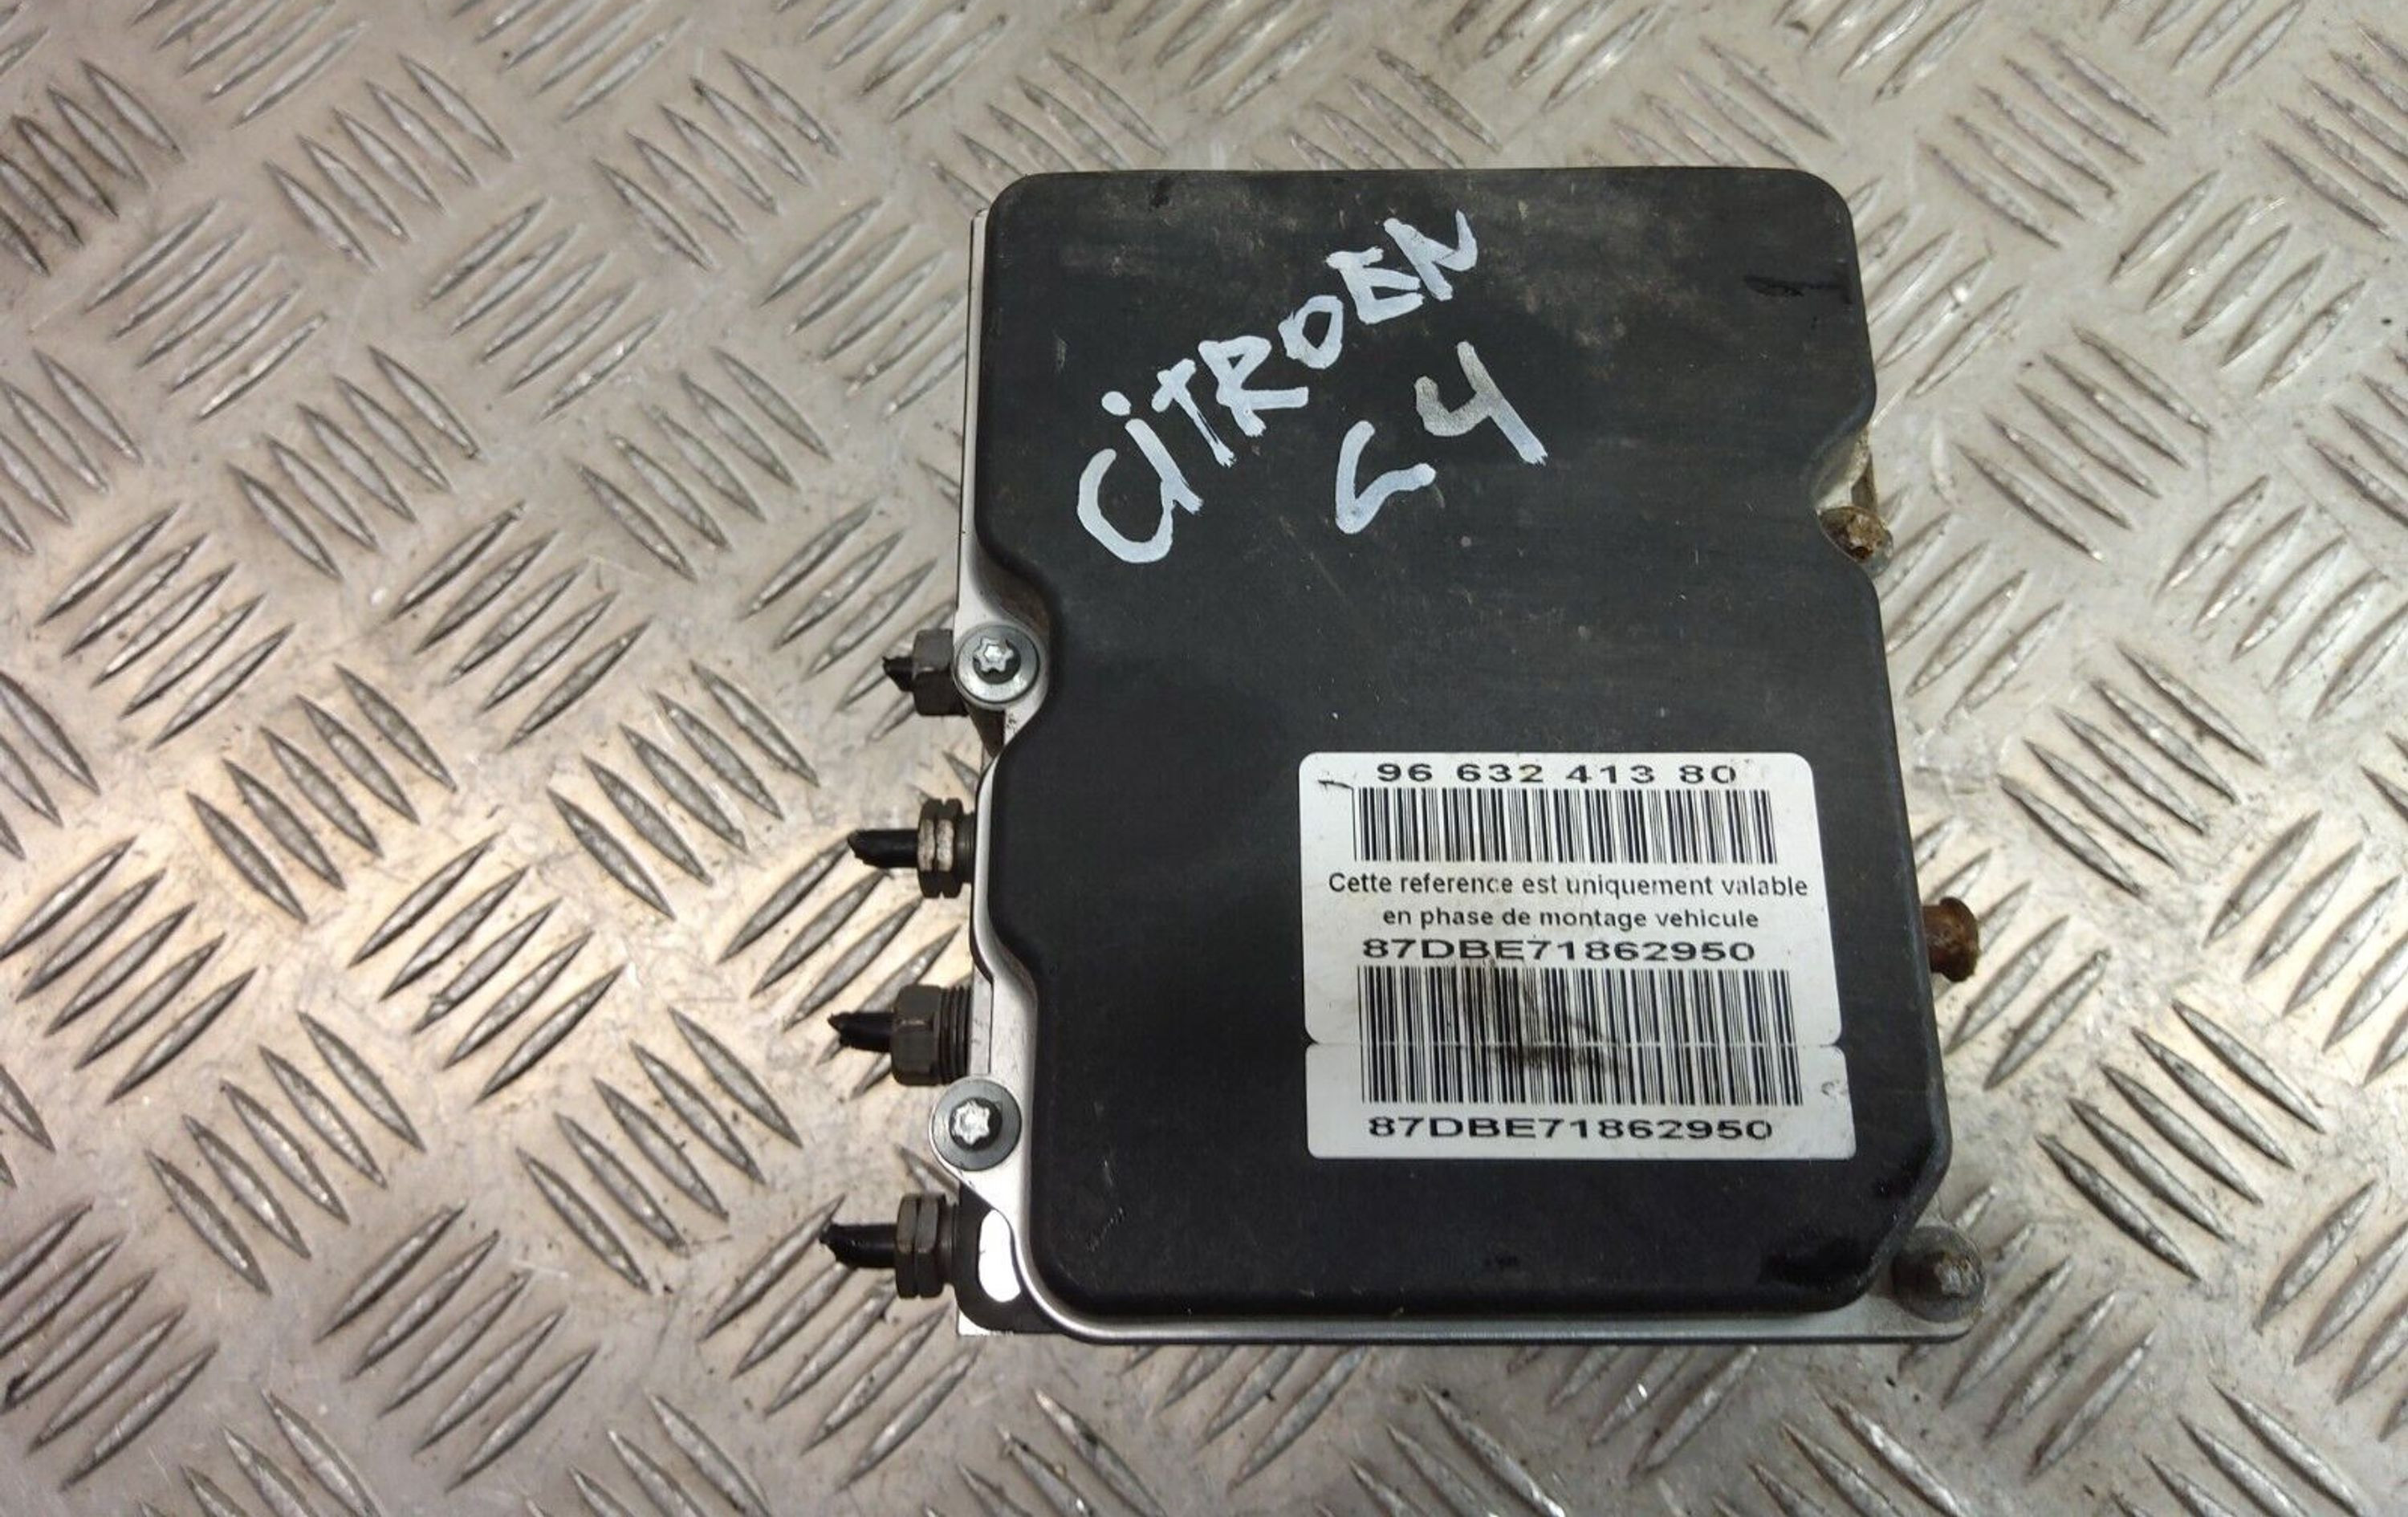 CiTROEN
C4
96 632 413 80
Cette reference est uniquement valable
en phase de montage vehicule
87DBE71862950
87DBE71862950